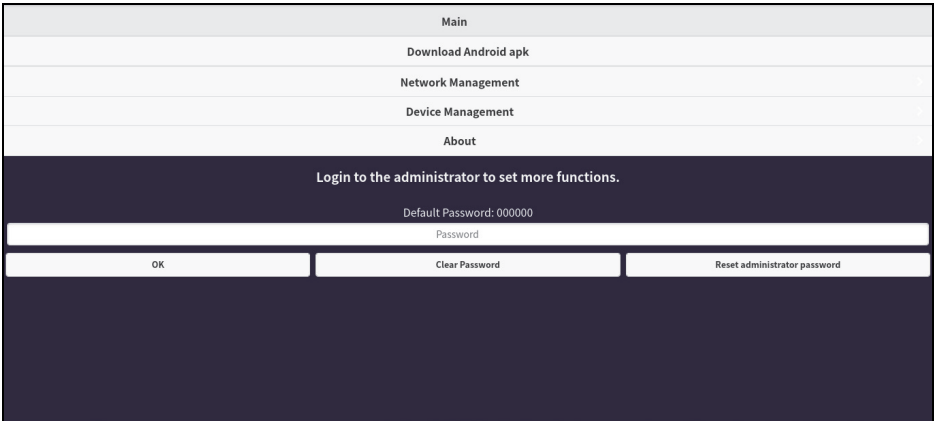 Main
Download Android apk
Network Management
Device Management
About
Login to the administrator to set more functions.
Default Password: 000000
Password
OK
Clear Password
Reset administrator password